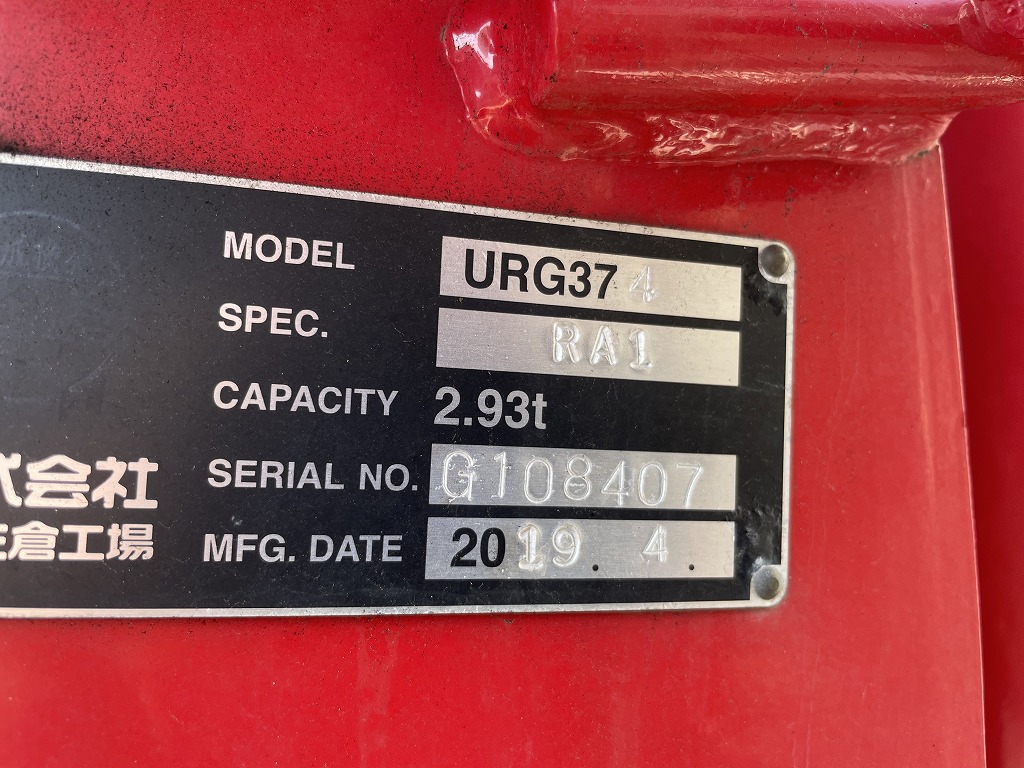 MODEL URG374
SPEC. RA1
CAPACITY 2.93t
SERIAL NO. G108407
MFG. DATE 2019. 4.
式会社
倉工場